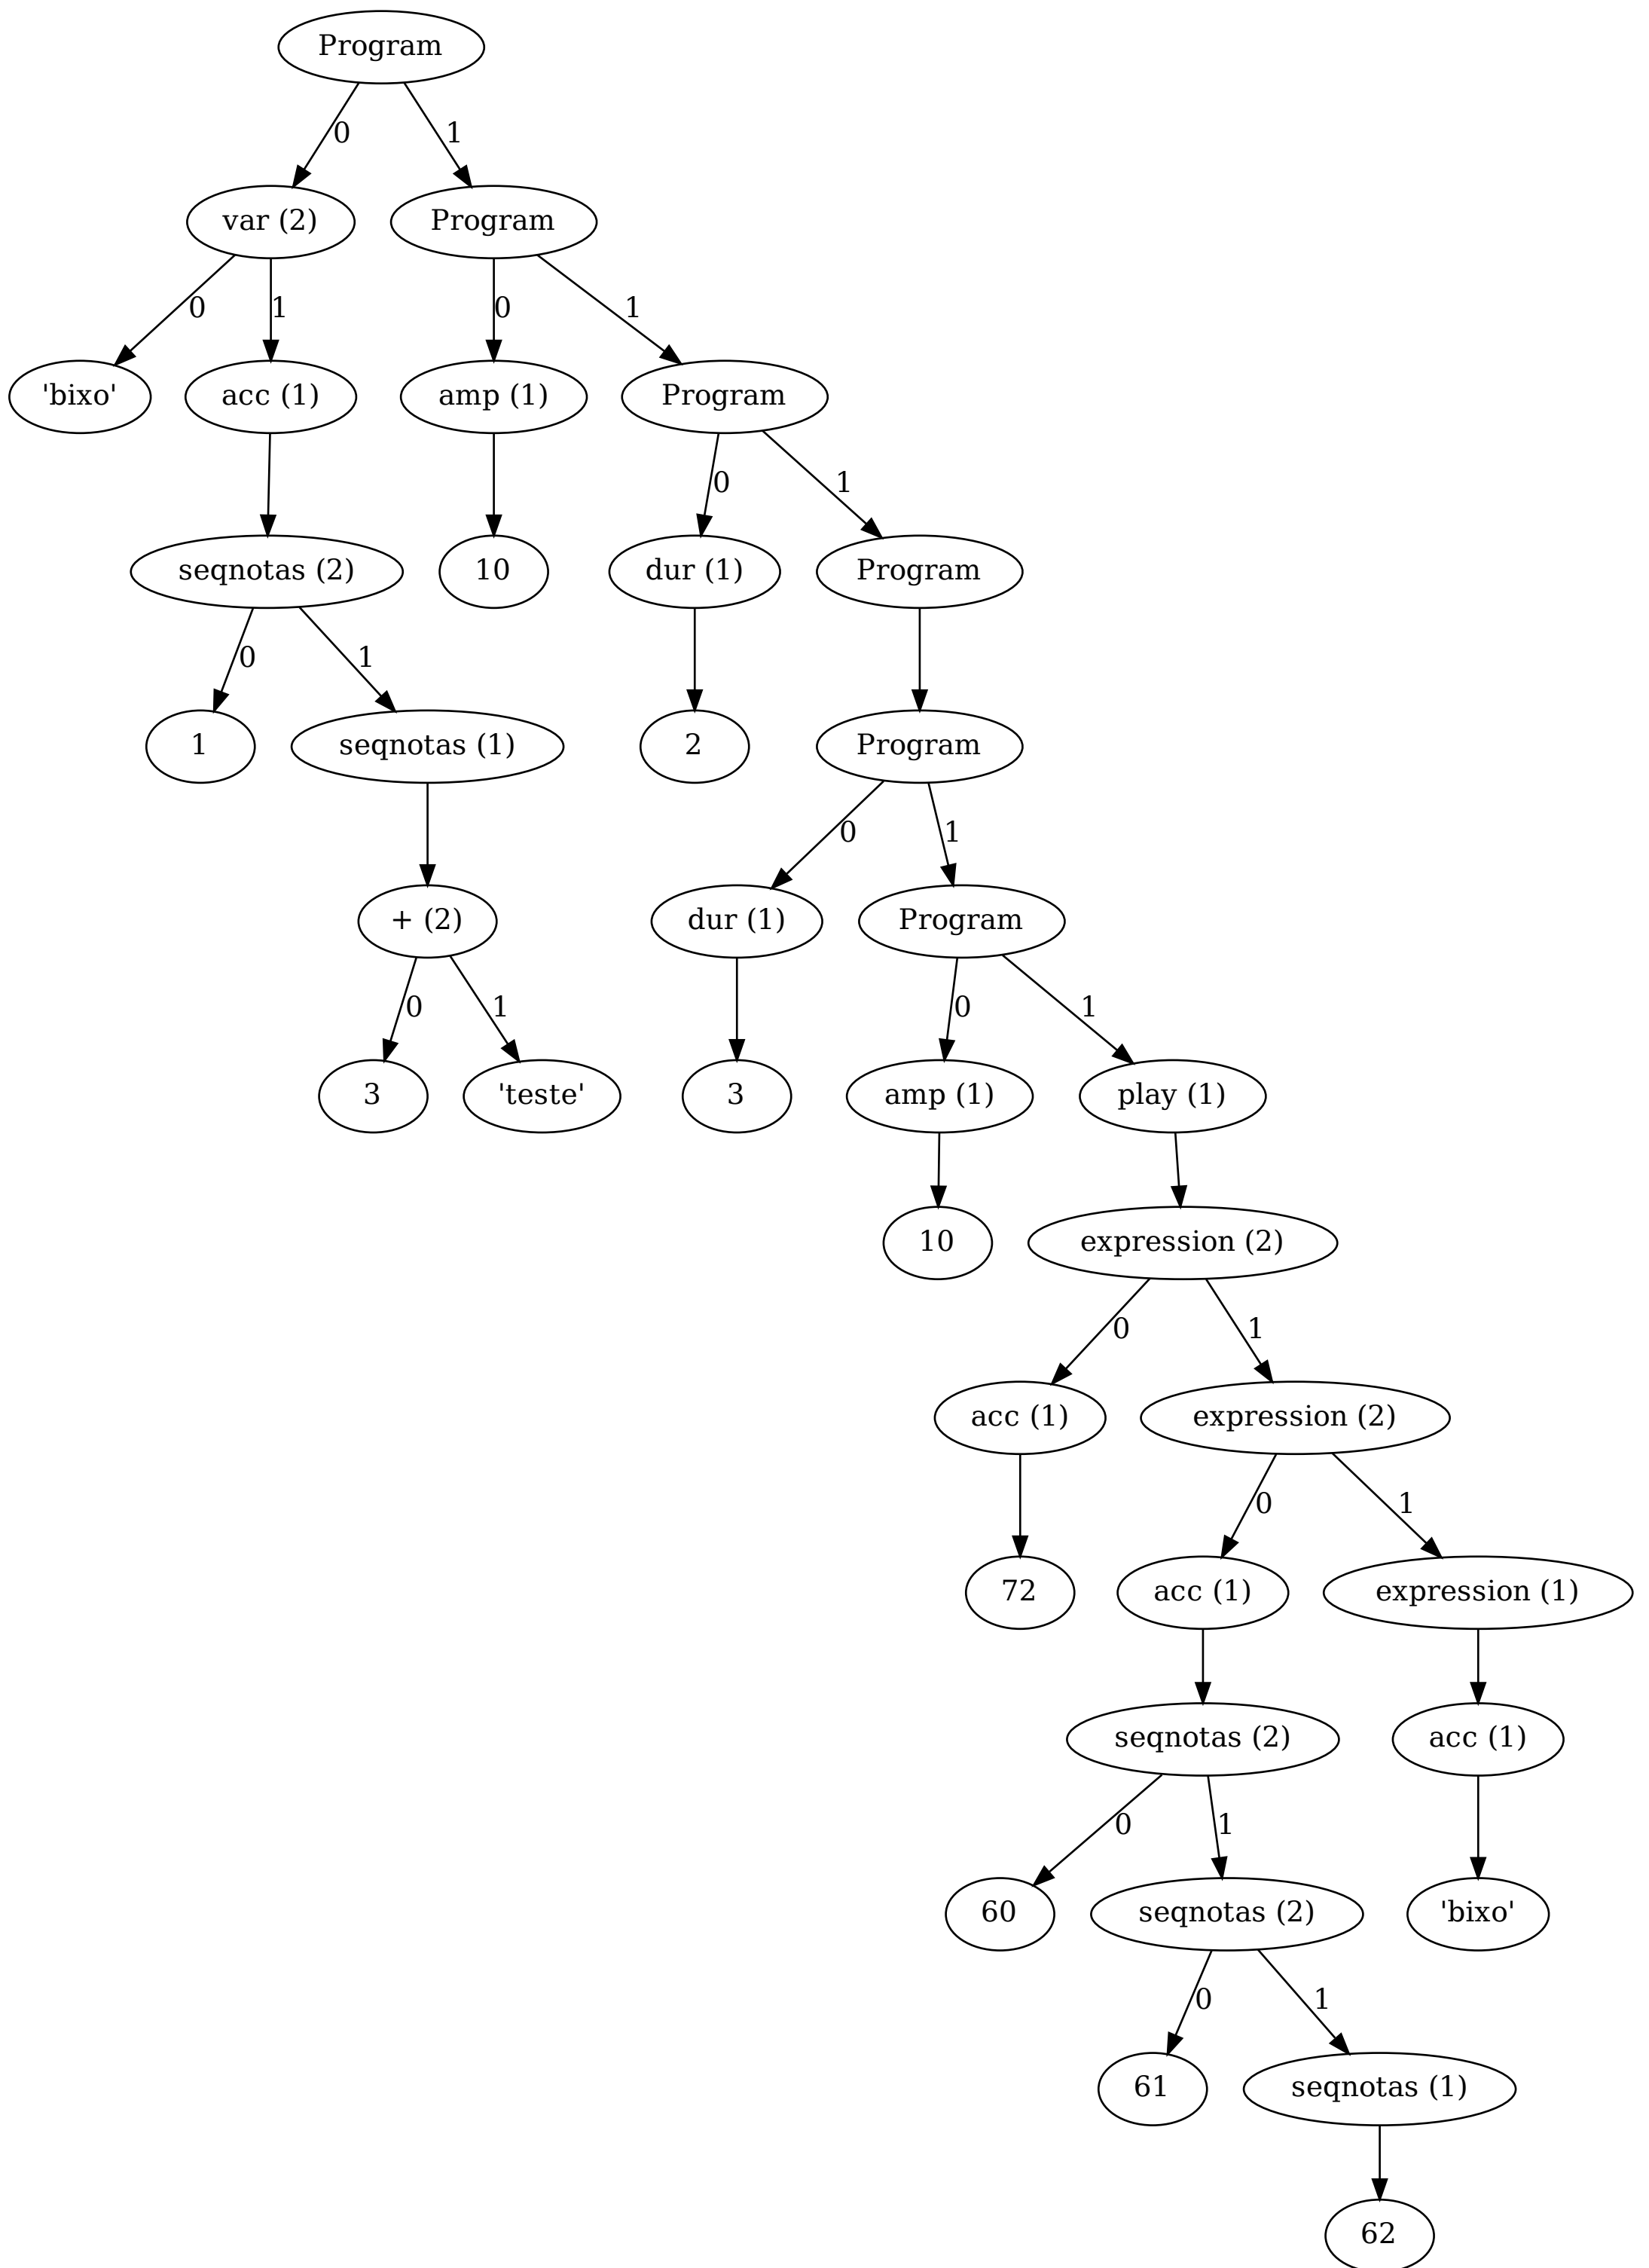 Program
0
1
var (2)
Program
0
1
0
1
'bixo'
acc (1)
amp (1)
Program
0
1
seqnotas (2)
10
dur (1)
Program
0
1
1
seqnotas (1)
2
Program
0
1
+ (2)
dur (1)
Program
0
1
0
1
3
'teste'
3
amp (1)
play (1)
10
expression (2)
0
1
acc (1)
expression (2)
0
1
72
acc (1)
expression (1)
seqnotas (2)
acc (1)
0
1
60
seqnotas (2)
'bixo'
0
1
61
seqnotas (1)
62